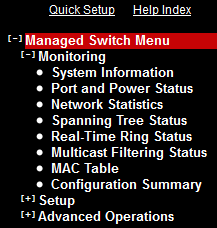 Quick Setup Help Index
[-] Managed Switch Menu
[-] Monitoring
System Information
Port and Power Status
Network Statistics
Spanning Tree Status
Real-Time Ring Status
Multicast Filtering Status
MAC Table
Configuration Summary
[+] Setup
[+] Advanced Operations